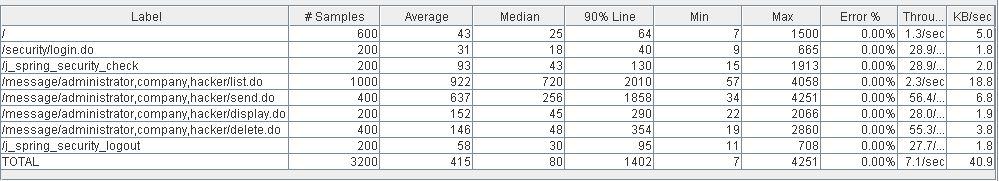 Label # Samples Average Median 90% Line Min Max Error % Throu... KB/sec
/ 600 43 25 64 7 1500 0.00% 1.3/sec 5.0
/security/login.do 200 31 18 40 9 665 0.00% 28.9/... 1.8
/j_spring_security_check 200 93 43 130 15 1913 0.00% 28.9/... 2.0
/message/administrator,company,hacker/list.do 1000 922 720 2010 57 4058 0.00% 2.3/sec 18.8
/message/administrator,company,hacker/send.do 400 637 256 1858 34 4251 0.00% 56.4/... 6.8
/message/administrator,company,hacker/display.do 200 152 45 290 22 2066 0.00% 28.0/... 1.9
/message/administrator,company,hacker/delete.do 400 146 48 354 19 2860 0.00% 55.3/... 3.8
/j_spring_security_logout 200 58 30 95 11 708 0.00% 27.7/... 1.8
TOTAL 3200 415 80 1402 7 4251 0.00% 7.1/sec 40.9